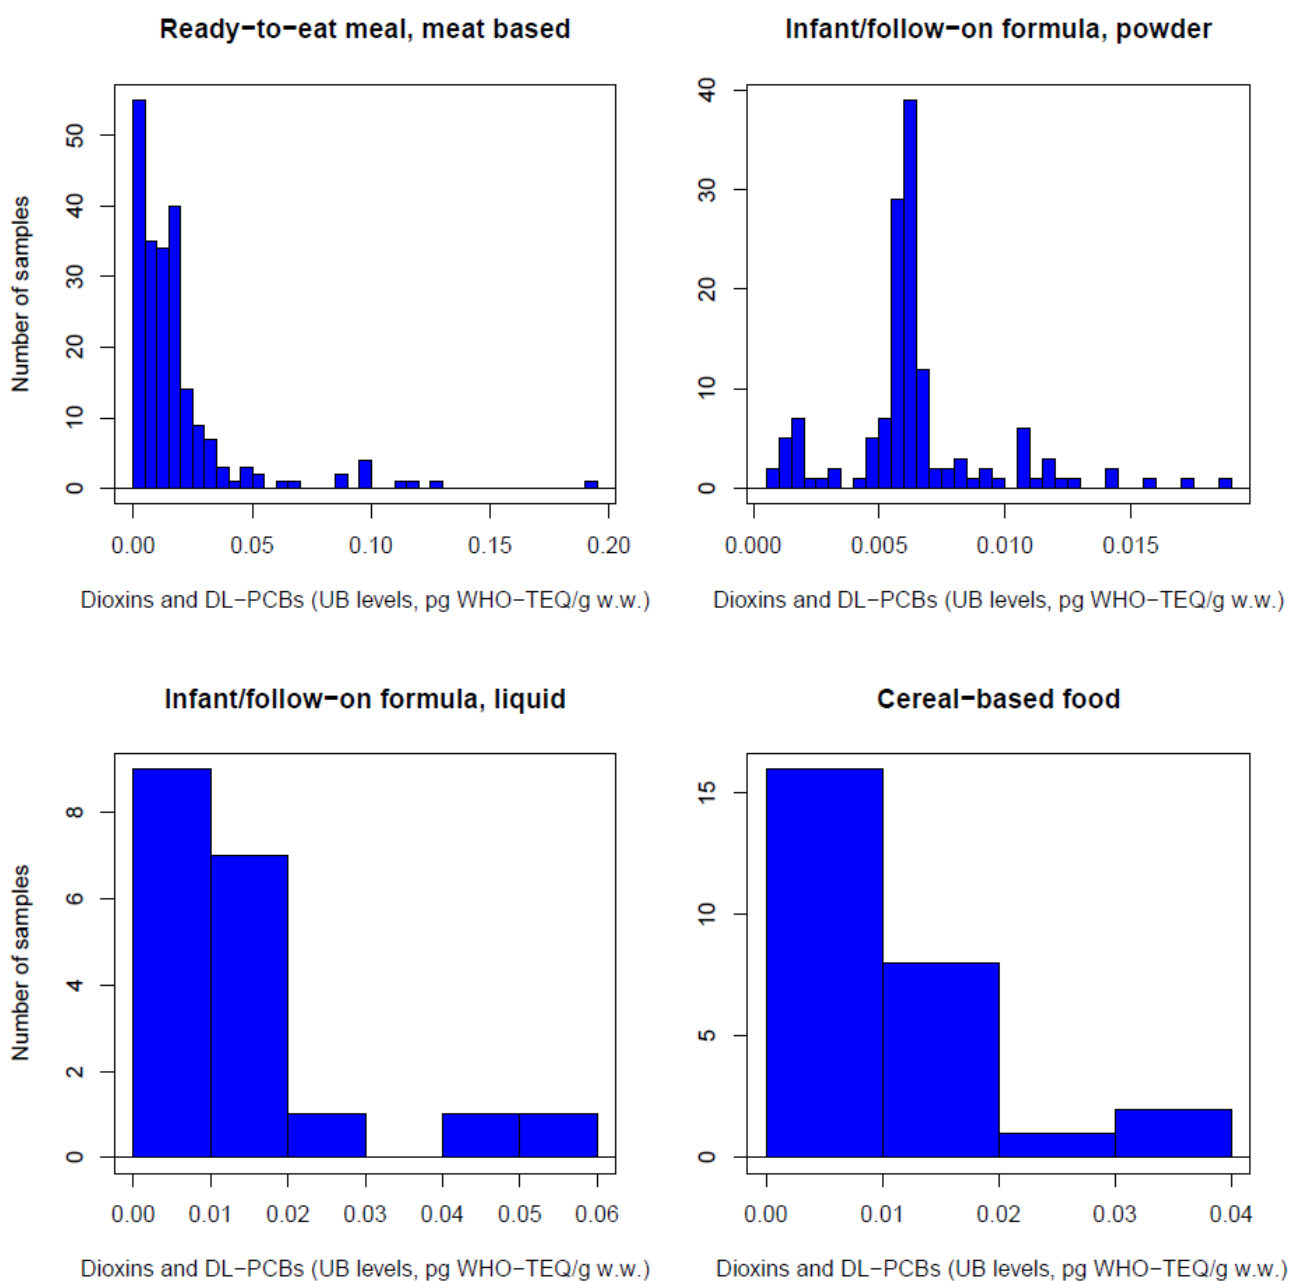 Ready−to−eat meal, meat based
Number of samples
50
40
30
20
10
0
0.00 0.05 0.10 0.15 0.20
Dioxins and DL−PCBs (UB levels, pg WHO−TEQ/g w.w.)
Infant/follow−on formula, powder
40
30
20
10
0
0.000 0.005 0.010 0.015
Dioxins and DL−PCBs (UB levels, pg WHO−TEQ/g w.w.)
Infant/follow−on formula, liquid
Number of samples
8
6
4
2
0
0.00 0.01 0.02 0.03 0.04 0.05 0.06
Dioxins and DL−PCBs (UB levels, pg WHO−TEQ/g w.w.)
Cereal−based food
15
10
5
0
0.00 0.01 0.02 0.03 0.04
Dioxins and DL−PCBs (UB levels, pg WHO−TEQ/g w.w.)